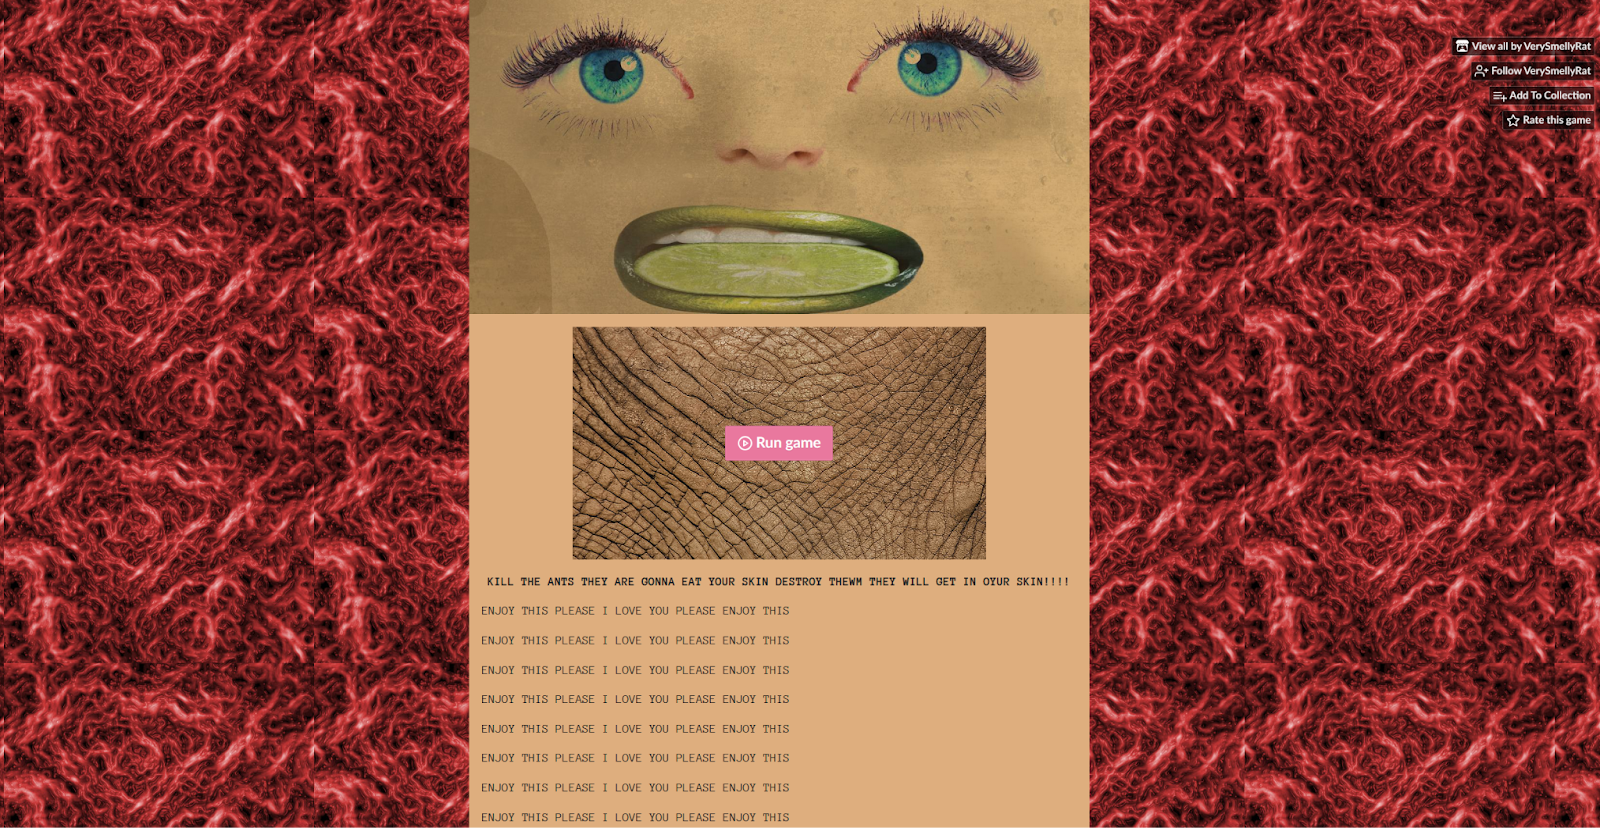 View all by VerySmellyRat
Follow VerySmellyRat
Add To Collection
Rate this game
Run game
KILL THE ANTS THEY ARE GONNA EAT YOUR SKIN DESTROY THEWM THEY WILL GET IN OYUR SKIN!!!!
ENJOY THIS PLEASE I LOVE YOU PLEASE ENJOY THIS
ENJOY THIS PLEASE I LOVE YOU PLEASE ENJOY THIS
ENJOY THIS PLEASE I LOVE YOU PLEASE ENJOY THIS
ENJOY THIS PLEASE I LOVE YOU PLEASE ENJOY THIS
ENJOY THIS PLEASE I LOVE YOU PLEASE ENJOY THIS
ENJOY THIS PLEASE I LOVE YOU PLEASE ENJOY THIS
ENJOY THIS PLEASE I LOVE YOU PLEASE ENJOY THIS
ENJOY THIS PLEASE I LOVE YOU PLEASE ENJOY THIS